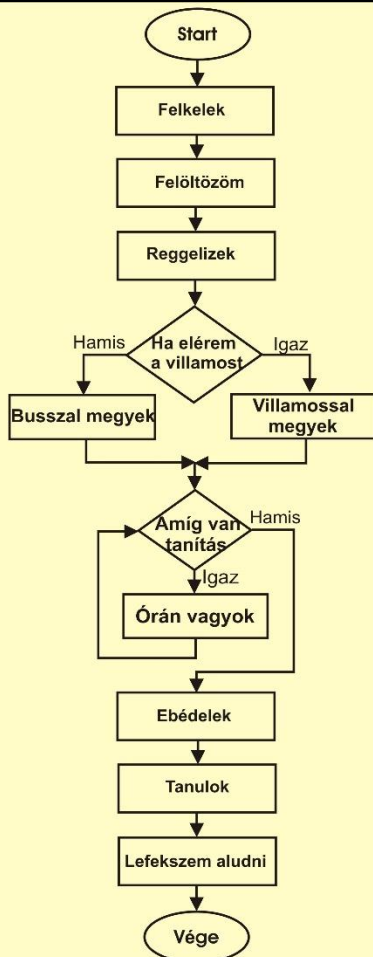 Start
Felkelek
Felöltözöm
Reggelizek
Ha elérem
a villamost
Hamis
Igaz
Busszal megyek
Villamossal
megyek
Amíg van
tanítás
Hamis
Igaz
Órán vagyok
Ebédelek
Tanulok
Lefekszem aludni
Vége